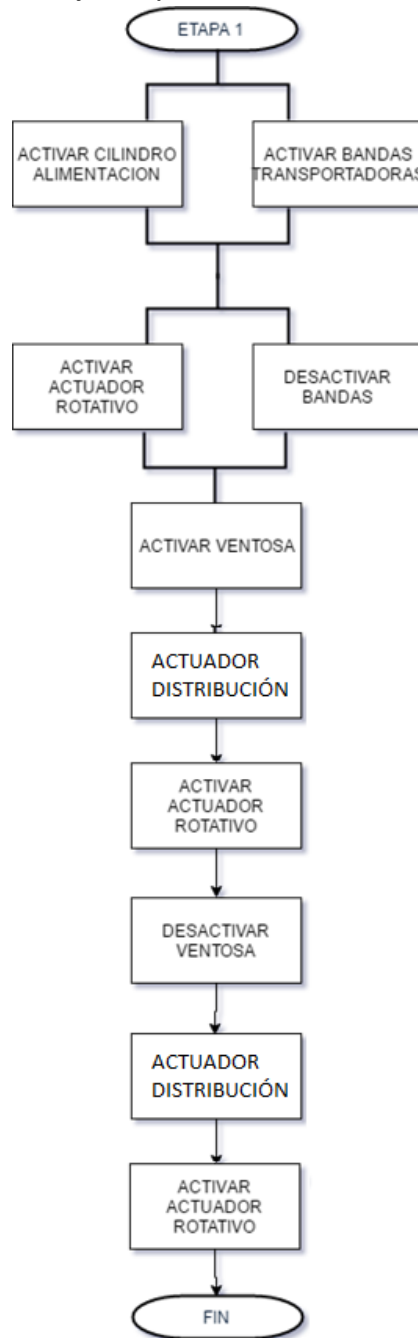 ETAPA 1
ACTIVAR CILINDRO
ALIMENTACION
ACTIVAR BANDAS
TRANSPORTADORAS
ACTIVAR
ACTUADOR
ROTATIVO
DESACTIVAR
BANDAS
ACTIVAR VENTOSA
ACTUADOR
DISTRIBUCIÓN
ACTIVAR
ACTUADOR
ROTATIVO
DESACTIVAR
VENTOSA
ACTUADOR
DISTRIBUCIÓN
ACTIVAR
ACTUADOR
ROTATIVO
FIN